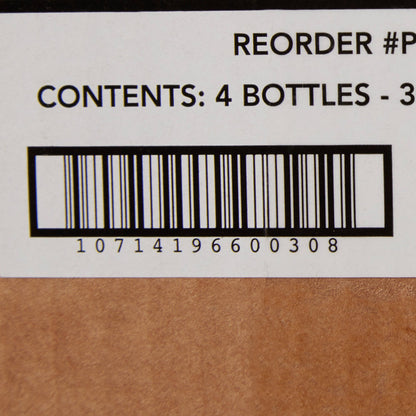 REORDER #P
CONTENTS: 4 BOTTLES - 3
10714196600308